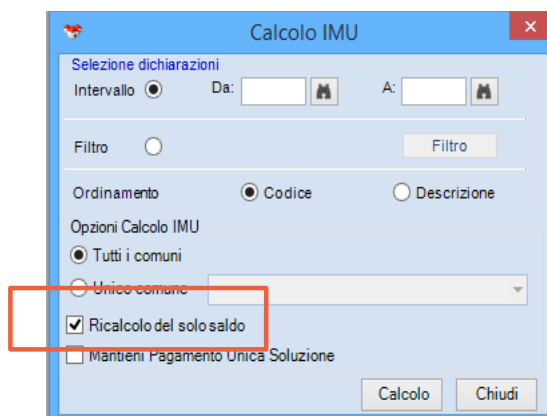 Calcolo IMU
Selezione dichiarazioni
Intervallo Da: A:
Filtro Filtro
Ordinamento Codice Descrizione
Opzioni Calcolo IMU
Tutti i comuni
Unico comune
Ricalcolo del solo saldo
Mantieni Pagamento Unica Soluzione
Calcolo Chiudi